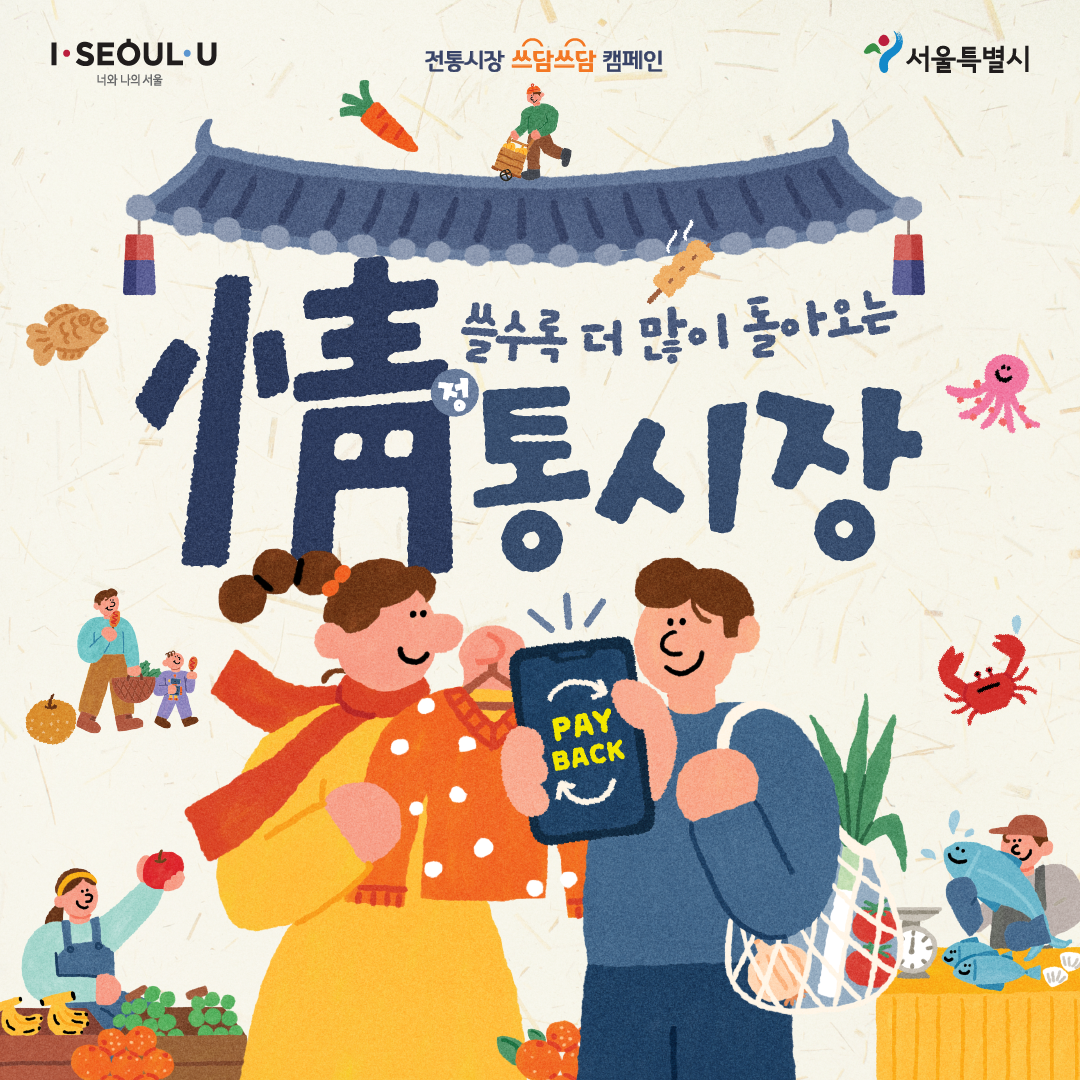 I·SEOUL·U
너와 나의 서울
전통시장 쓰담쓰담 캠페인
서울특별시
쓸수록 더 많이 돌아오는
情정통시장
PAY
BACK